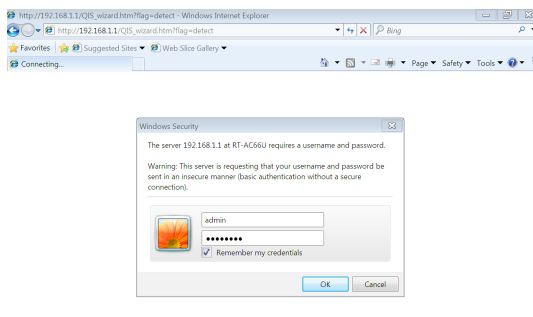 http://192.168.1.1/QIS_wizard.htm?flag=detect - Windows Internet Explorer
http://192.168.1.1/QIS_wizard.htm?flag=detect
Bing
Favorites Suggested Sites Web Slice Gallery
Connecting... Page Safety Tools
Windows Security
The server 192.168.1.1 at RT-AC66U requires a username and password.
Warning: This server is requesting that your username and password be
sent in an insecure manner (basic authentication without a secure
connection).
admin
••••••••
Remember my credentials
OK Cancel